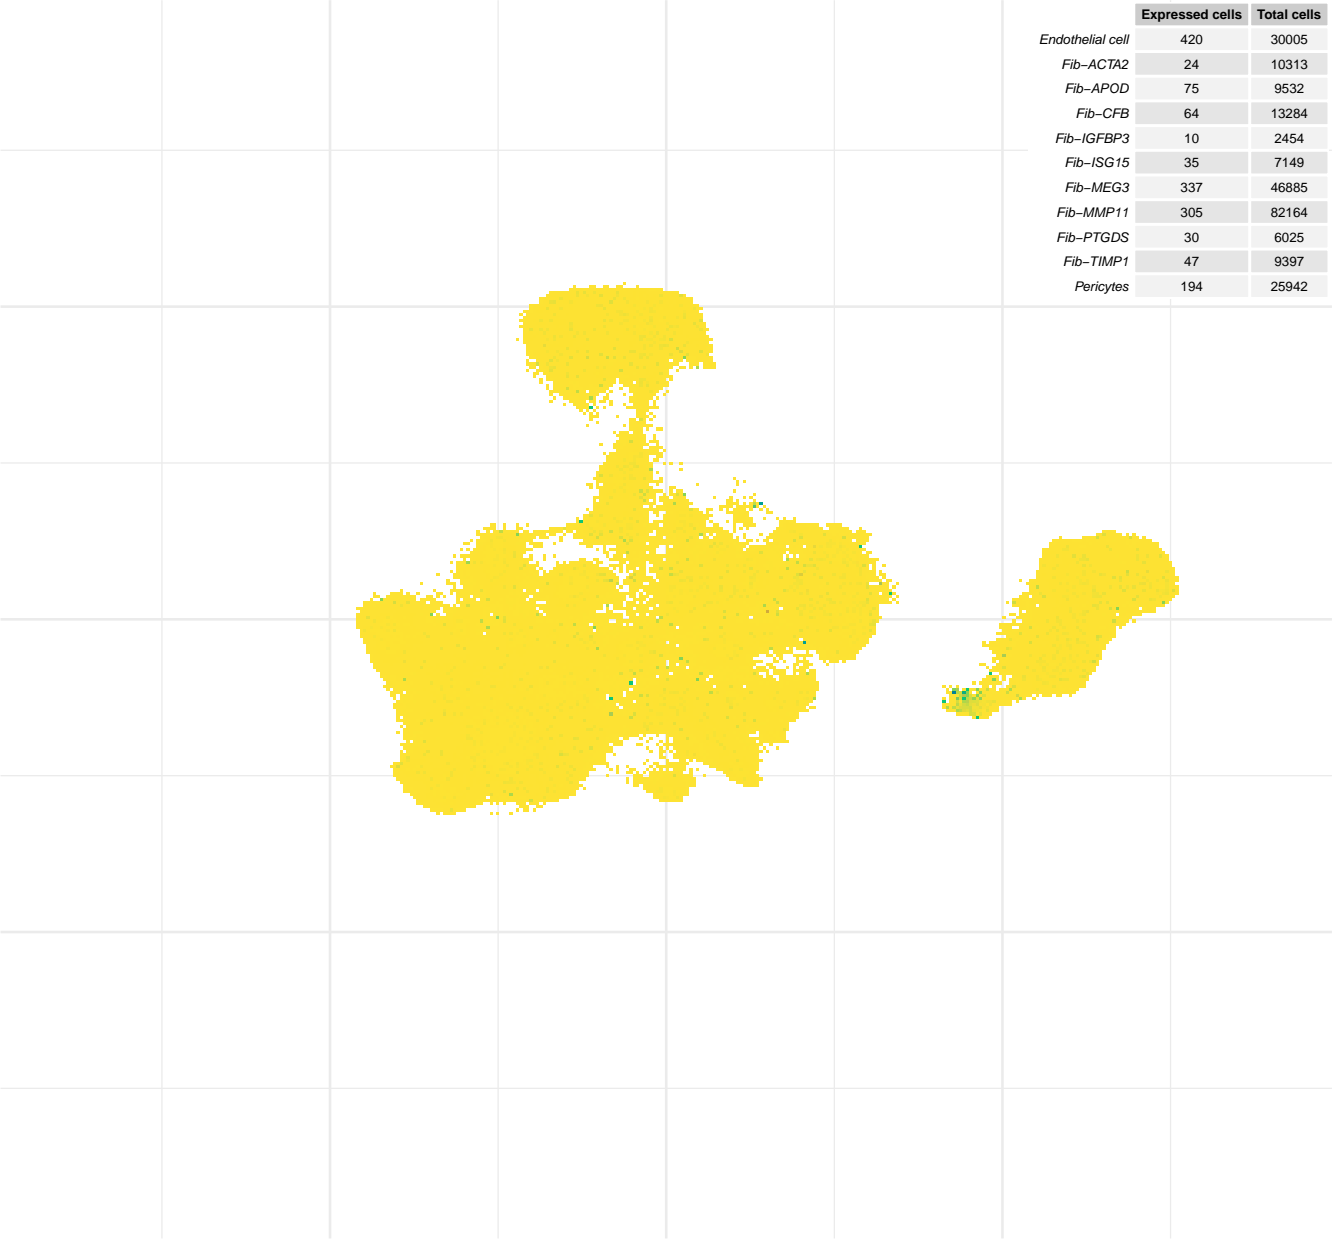 Expressed cells Total cells
Endothelial cell 420 30005
Fib−ACTA2 24 10313
Fib−APOD 75 9532
Fib−CFB 64 13284
Fib−IGFBP3 10 2454
Fib−ISG15 35 7149
Fib−MEG3 337 46885
Fib−MMP11 305 82164
Fib−PTGDS 30 6025
Fib−TIMP1 47 9397
Pericytes 194 25942